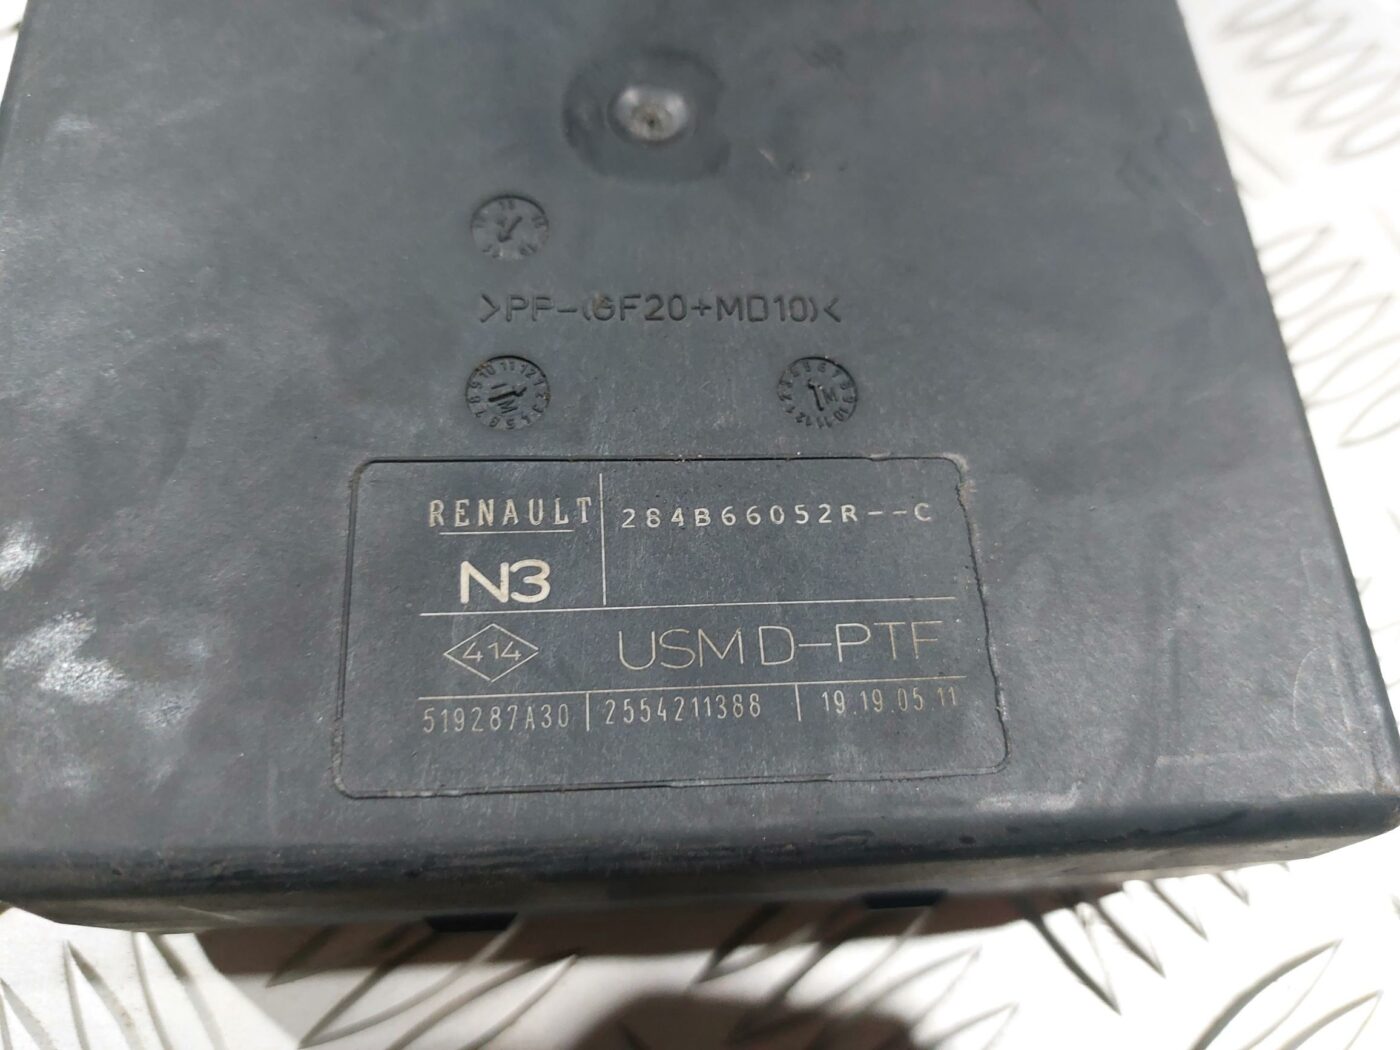 >PP-(GF20+MD10)<
RENAULT 284B66052R--C
N3
414 USM D-PTF
519287A30 2554211388 19.19.05 11